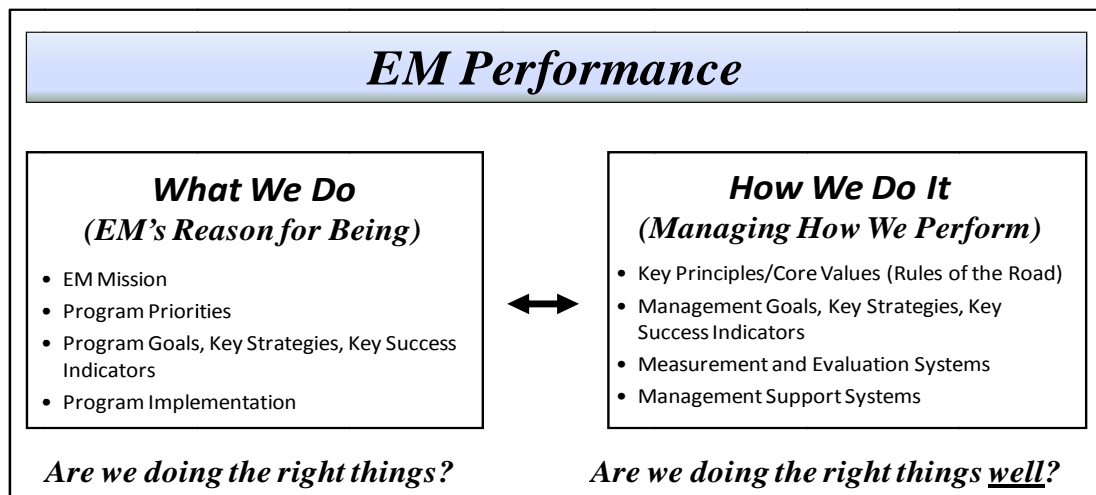 EM Performance
What We Do
(EM’s Reason for Being)
• EM Mission
• Program Priorities
• Program Goals, Key Strategies, Key Success
Indicators
• Program Implementation
Are we doing the right things?
How We Do It
(Managing How We Perform)
• Key Principles/Core Values (Rules of the Road)
• Management Goals, Key Strategies, Key
Success Indicators
• Measurement and Evaluation Systems
• Management Support Systems
Are we doing the right things well?